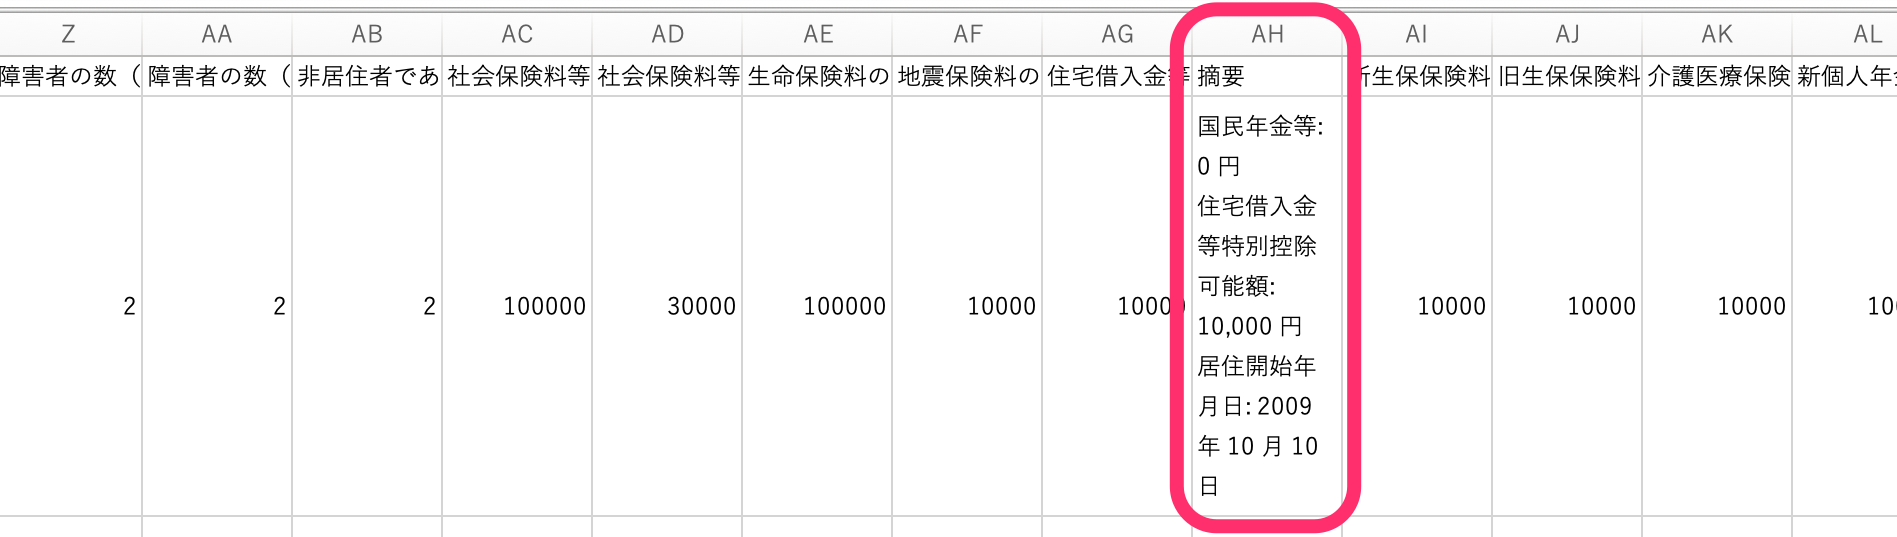 Z AA AB AC AD AE AF AG AH AI AJ AK AL
障害者の数（ 障害者の数（ 非居住者であ 社会保険料等 社会保険料等 生命保険料の 地震保険料の 住宅借入金等 摘要 新生保保険料 旧生保保険料 介護医療保険 新個人年金
国民年金等:
0 円
住宅借入金
等特別控除
可能額:
2 2 2 100000 30000 100000 10000 10000 10000 10000 10000
10,000 円
居住開始年
月日: 2009
年 10 月 10
日